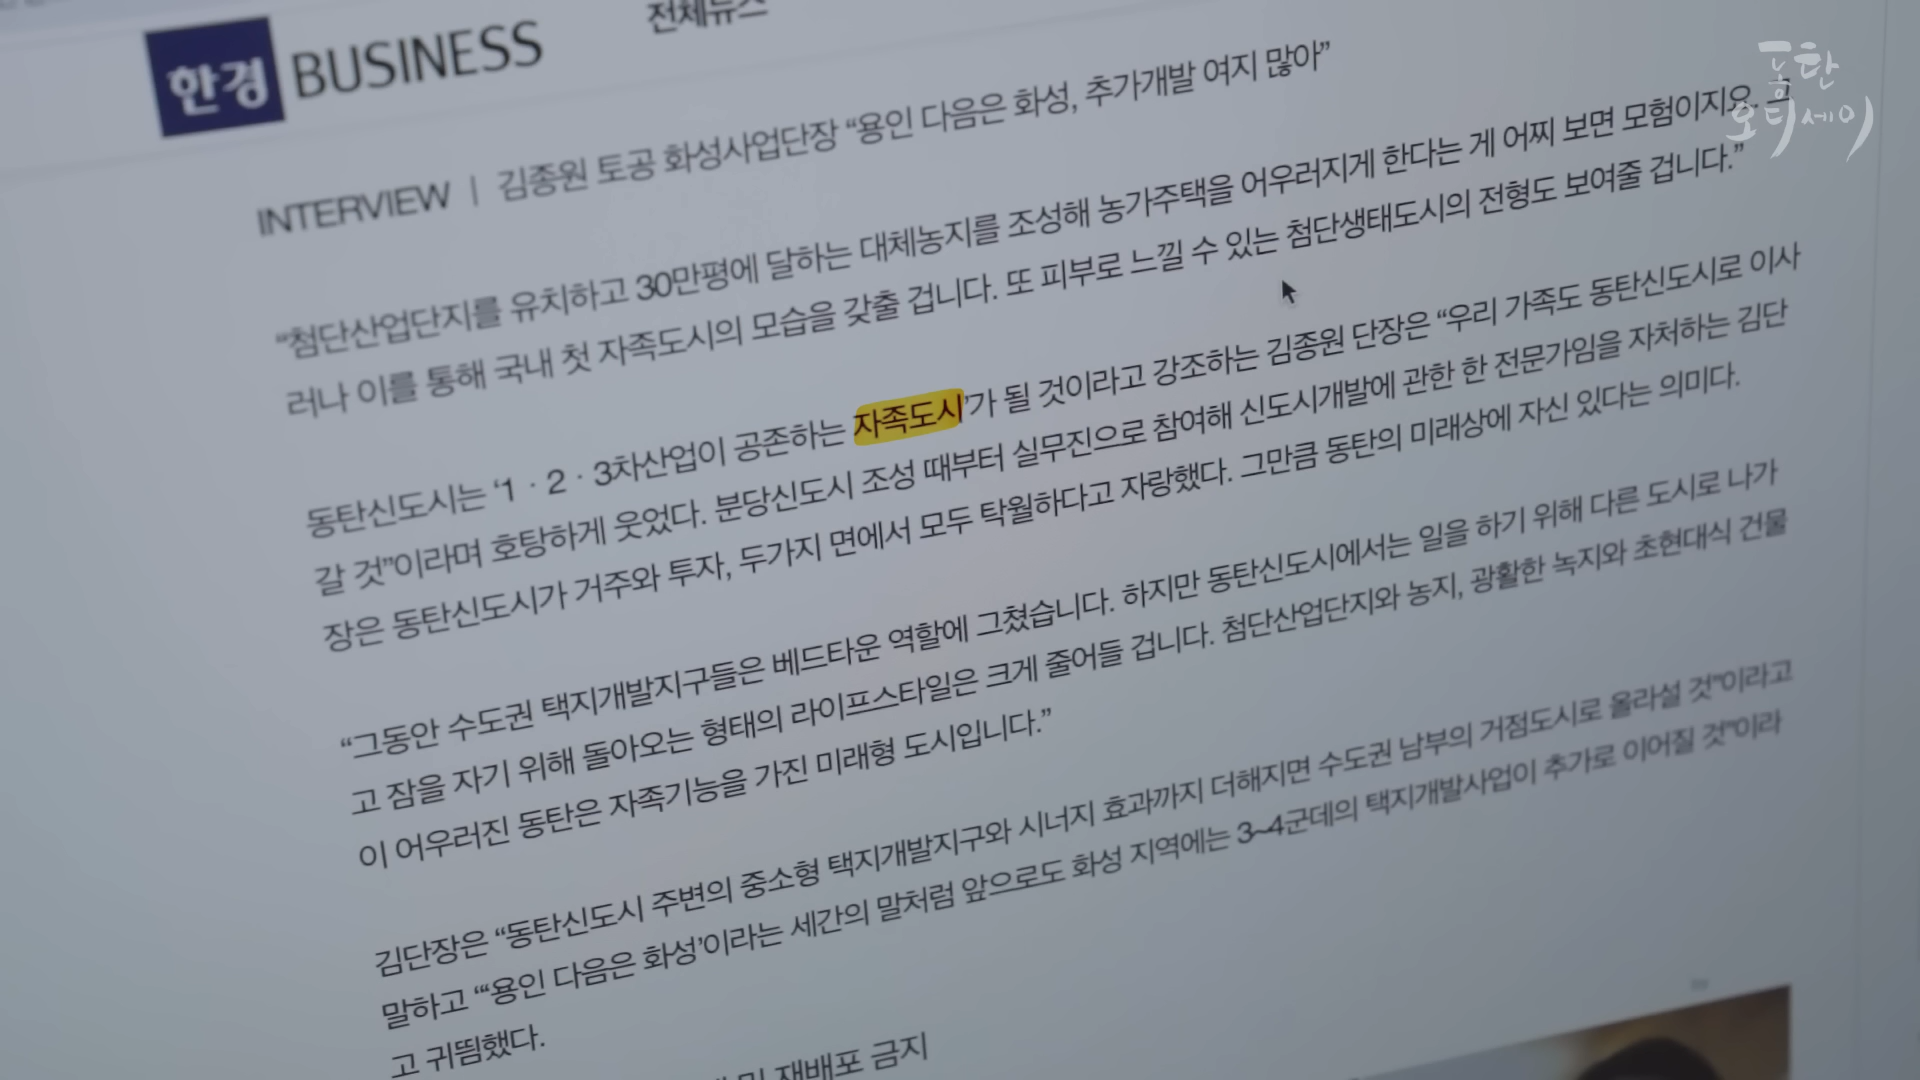 전체뉴스
한경 BUSINESS
동탄
오디세이
INTERVIEW | 김종원 토공 화성사업단장 “용인 다음은 화성, 추가개발 여지 많아”
“첨단산업단지를 유치하고 30만평에 달하는 대체농지를 조성해 농가주택을 어우러지게 한다는 게 어찌 보면 모험이지요. 그
러나 이를 통해 국내 첫 자족도시의 모습을 갖출 겁니다. 또 피부로 느낄 수 있는 첨단생태도시의 전형도 보여줄 겁니다.”
동탄신도시는 ‘1 · 2 · 3차산업이 공존하는 자족도시’가 될 것이라고 강조하는 김종원 단장은 “우리 가족도 동탄신도시로 이사
갈 것”이라며 호탕하게 웃었다. 분당신도시 조성 때부터 실무진으로 참여해 신도시개발에 관한 한 전문가임을 자처하는 김단
장은 동탄신도시가 거주와 투자, 두가지 면에서 모두 탁월하다고 자랑했다. 그만큼 동탄의 미래상에 자신 있다는 의미다.
“그동안 수도권 택지개발지구들은 베드타운 역할에 그쳤습니다. 하지만 동탄신도시에서는 일을 하기 위해 다른 도시로 나가
고 잠을 자기 위해 돌아오는 형태의 라이프스타일은 크게 줄어들 겁니다. 첨단산업단지와 농지, 광활한 녹지와 초현대식 건물
이 어우러진 동탄은 자족기능을 가진 미래형 도시입니다.”
김단장은 “동탄신도시 주변의 중소형 택지개발지구와 시너지 효과까지 더해지면 수도권 남부의 거점도시로 올라설 것”이라고
말하고 “‘용인 다음은 화성’이라는 세간의 말처럼 앞으로도 화성 지역에는 3~4군데의 택지개발사업이 추가로 이어질 것”이라
고 귀띔했다.
및 재배포 금지